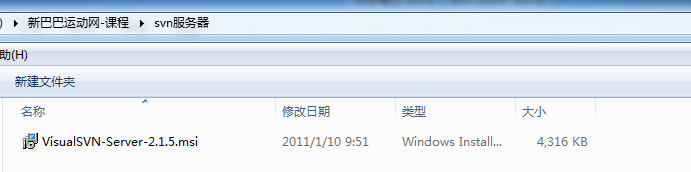 ) 新巴巴运动网-课程 svn服务器
助(H)
新建文件夹
名称 修改日期 类型 大小
VisualSVN-Server-2.1.5.msi 2011/1/10 9:51 Windows Install... 4,316 KB